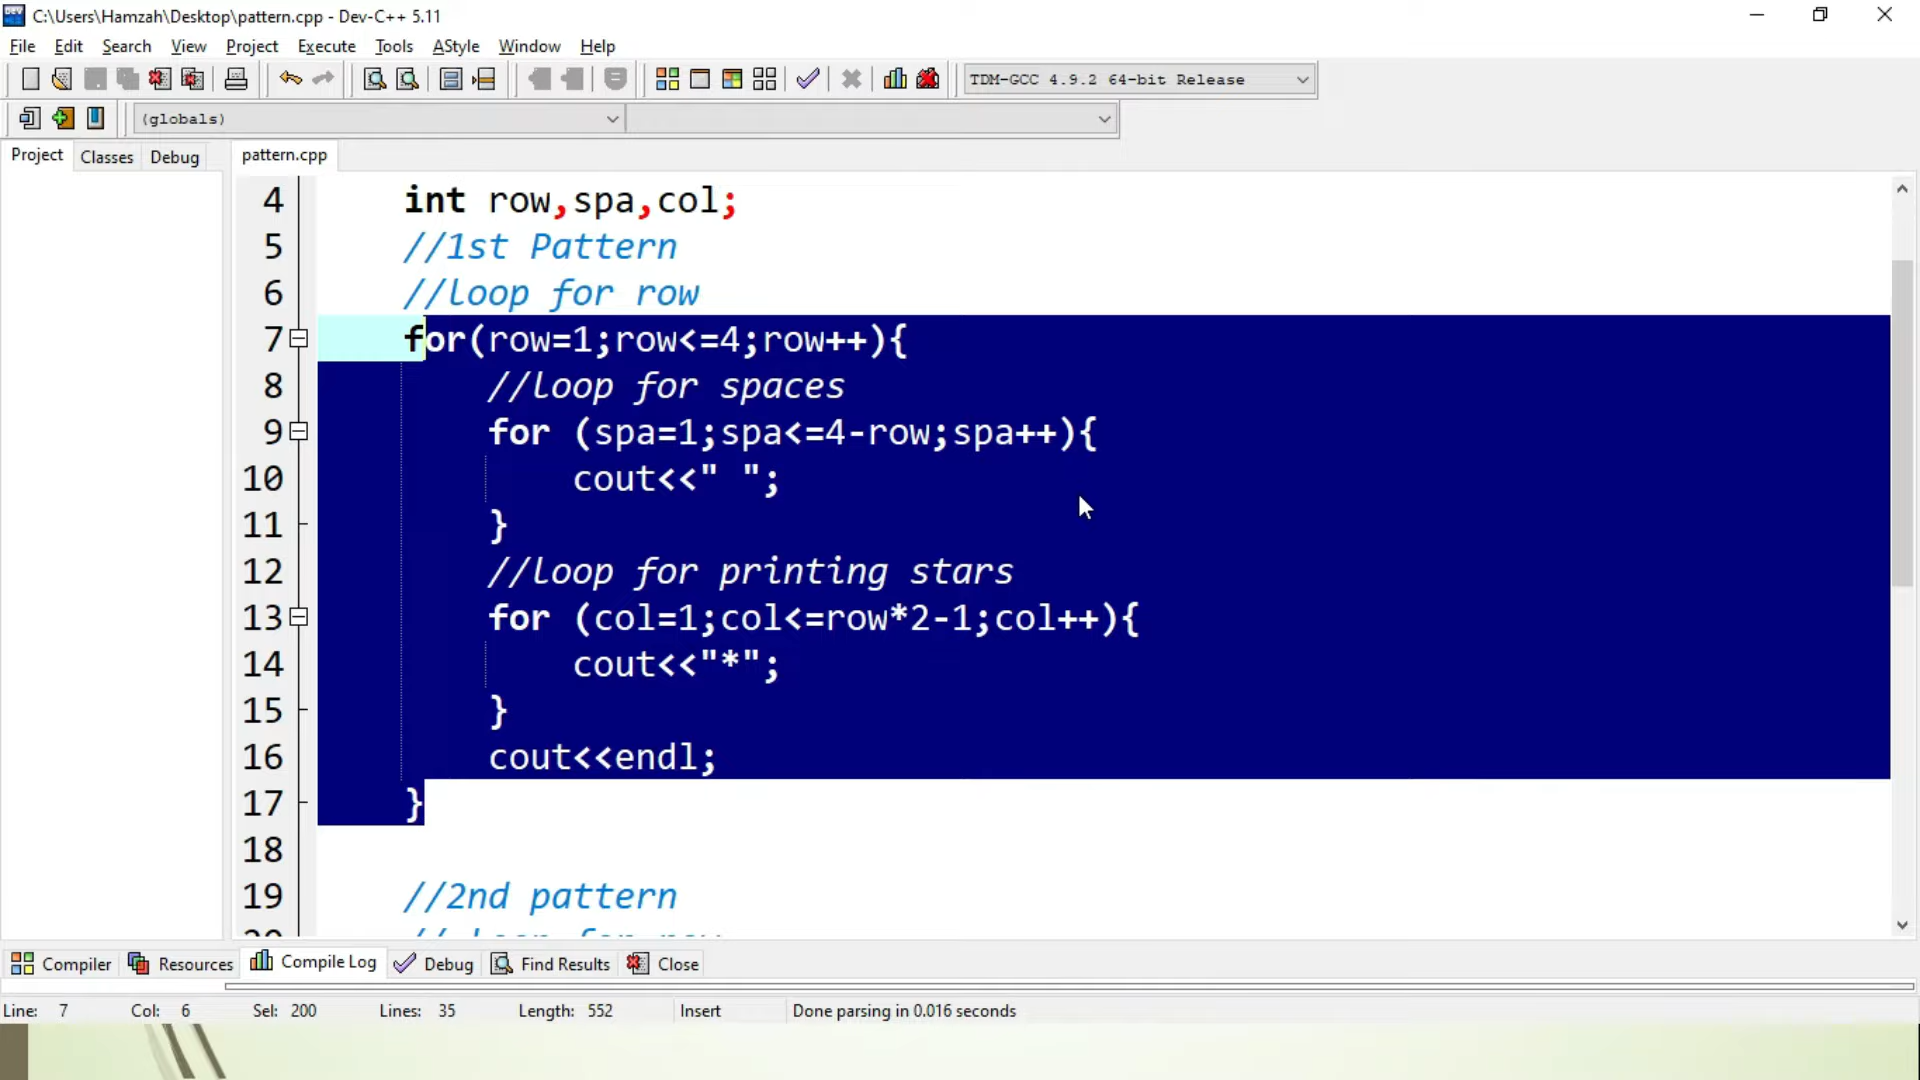 C:\Users\Hamzah\Desktop\pattern.cpp - Dev-C++ 5.11
File Edit Search View Project Execute Tools AStyle Window Help
TDM-GCC 4.9.2 64-bit Release
(globals)
Project Classes Debug pattern.cpp
4 int row,spa,col;
5 //1st Pattern
6 //loop for row
7 for(row=1;row<=4;row++){
8 //loop for spaces
9 for (spa=1;spa<=4-row;spa++){
10 cout<<" ";
11 }
12 //loop for printing stars
13 for (col=1;col<=row*2-1;col++){
14 cout<<"*";
15 }
16 cout<<endl;
17 }
18
19 //2nd pattern
Compiler Resources Compile Log Debug Find Results Close
Line: 7 Col: 6 Sel: 200 Lines: 35 Length: 552 Insert Done parsing in 0.016 seconds